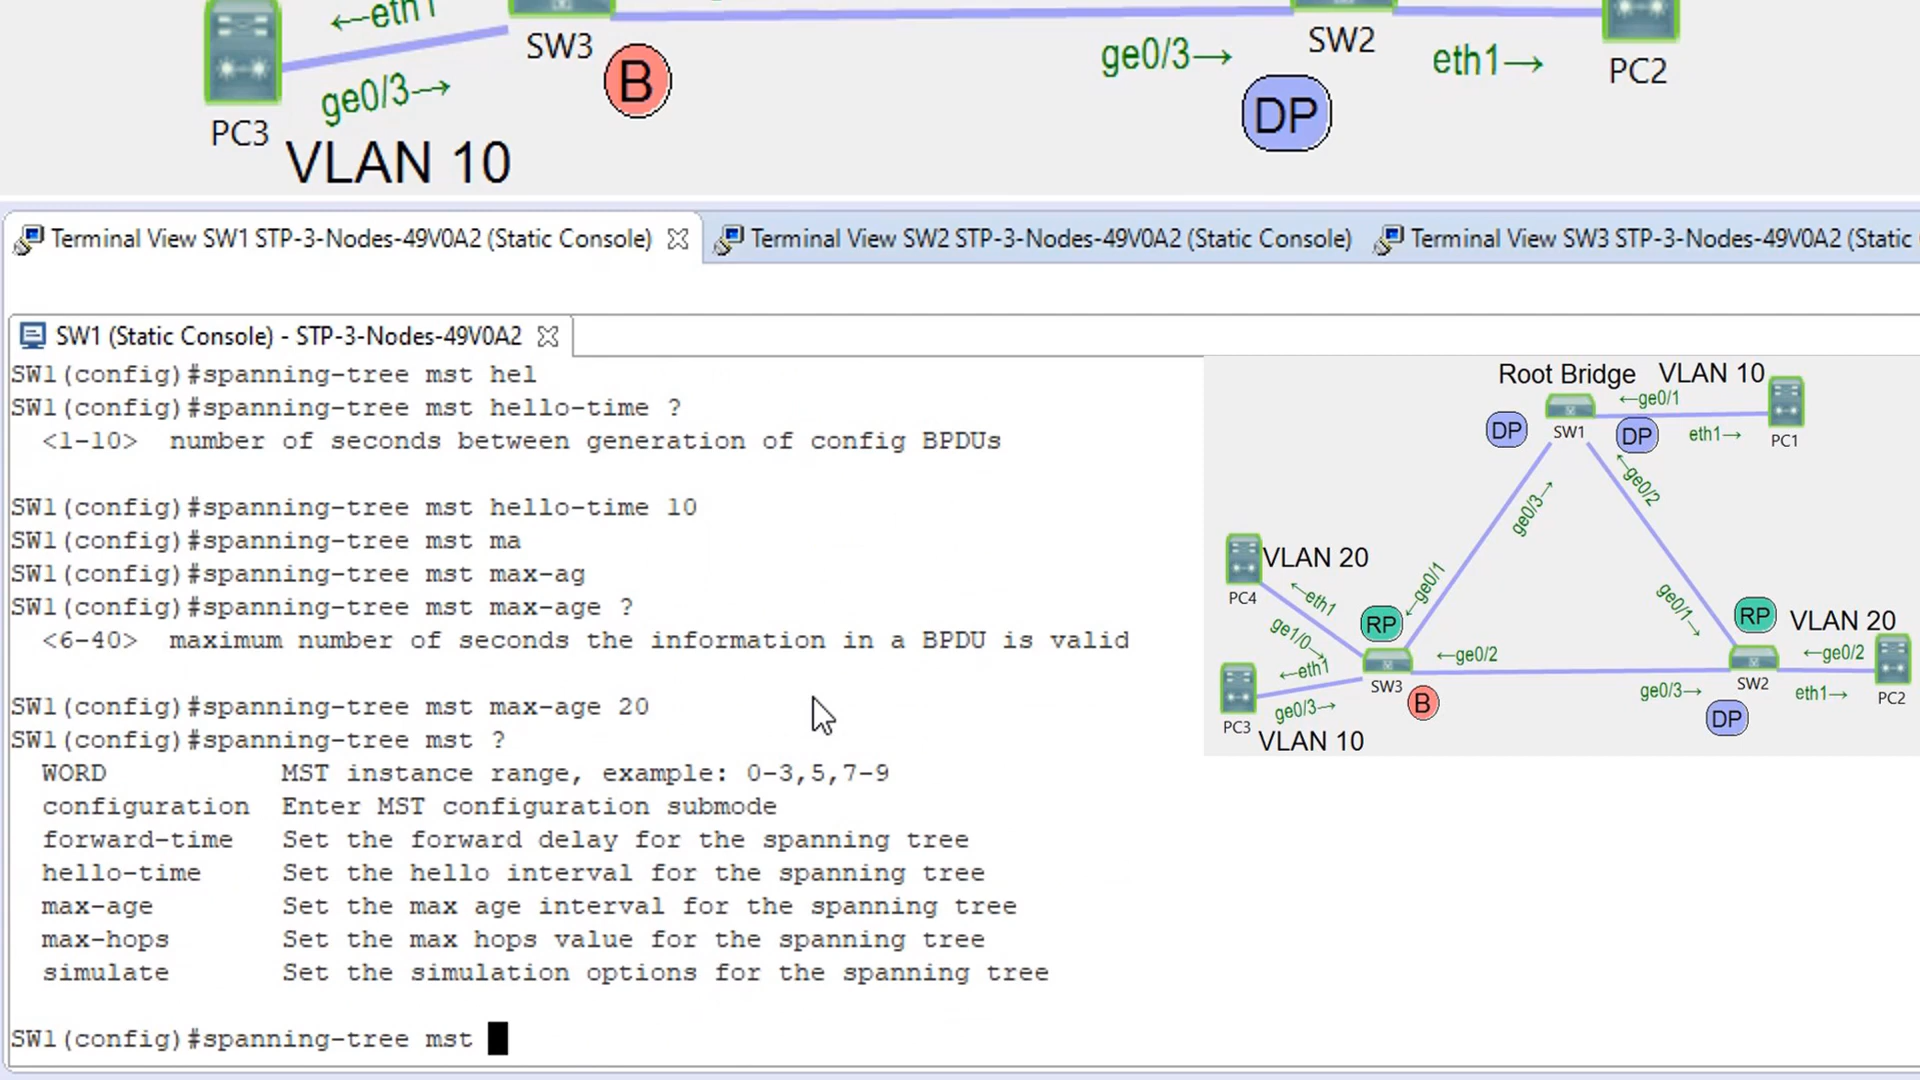 ←eth1
SW3
SW2
ge0/3→
eth1→
B
ge0/3→
PC2
DP
PC3
VLAN 10
Terminal View SW1 STP-3-Nodes-49V0A2 (Static Console)
Terminal View SW2 STP-3-Nodes-49V0A2 (Static Console)
Terminal View SW3 STP-3-Nodes-49V0A2 (Static
SW1 (Static Console) - STP-3-Nodes-49V0A2
SW1(config)#spanning-tree mst hel
SW1(config)#spanning-tree mst hello-time ?
<1-10>  number of seconds between generation of config BPDUs
SW1(config)#spanning-tree mst hello-time 10
SW1(config)#spanning-tree mst ma
SW1(config)#spanning-tree mst max-ag
SW1(config)#spanning-tree mst max-age ?
<6-40>  maximum number of seconds the information in a BPDU is valid
SW1(config)#spanning-tree mst max-age 20
SW1(config)#spanning-tree mst ?
WORD           MST instance range, example: 0-3,5,7-9
configuration  Enter MST configuration submode
forward-time   Set the forward delay for the spanning tree
hello-time     Set the hello interval for the spanning tree
max-age        Set the max age interval for the spanning tree
max-hops       Set the max hops value for the spanning tree
simulate       Set the simulation options for the spanning tree
SW1(config)#spanning-tree mst
Root Bridge
VLAN 10
←ge0/1
DP
SW1
DP
eth1→
PC1
←ge0/2
ge0/3→
VLAN 20
PC4
←eth1
←ge0/1
ge0/1→
RP
RP
VLAN 20
ge1/0→
←ge0/2
←ge0/2
←eth1
SW3
SW2
ge0/3→
eth1→
PC2
B
DP
ge0/3→
PC3
VLAN 10